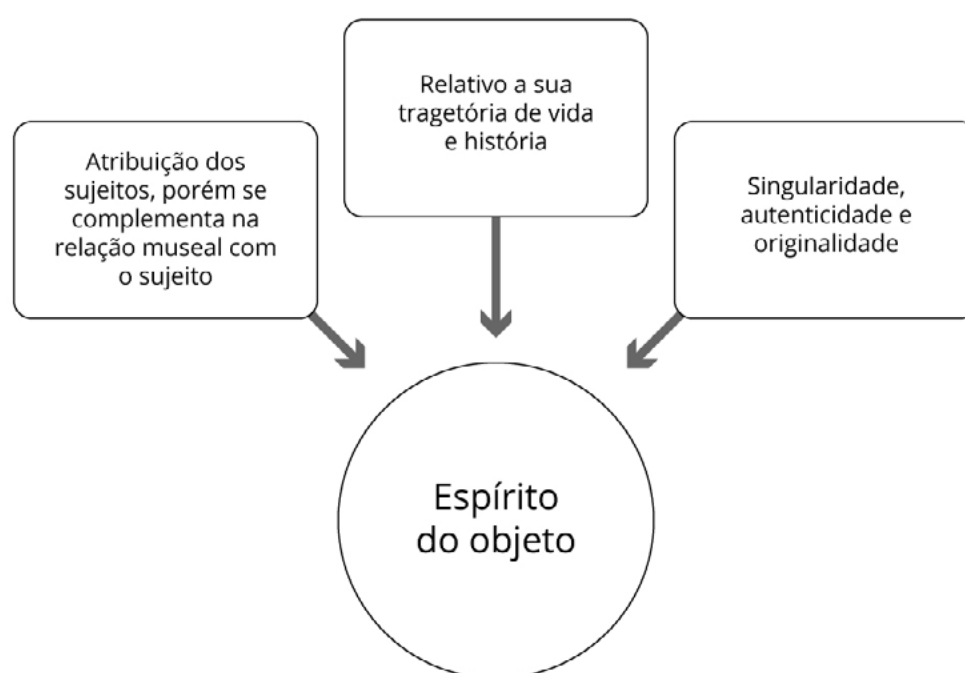 Atribuição dos
sujeitos, porém se
complementa na
relação museal com
o sujeito
Relativo a sua
tragetória de vida
e história
Singularidade,
autenticidade e
originalidade
Espírito
do objeto